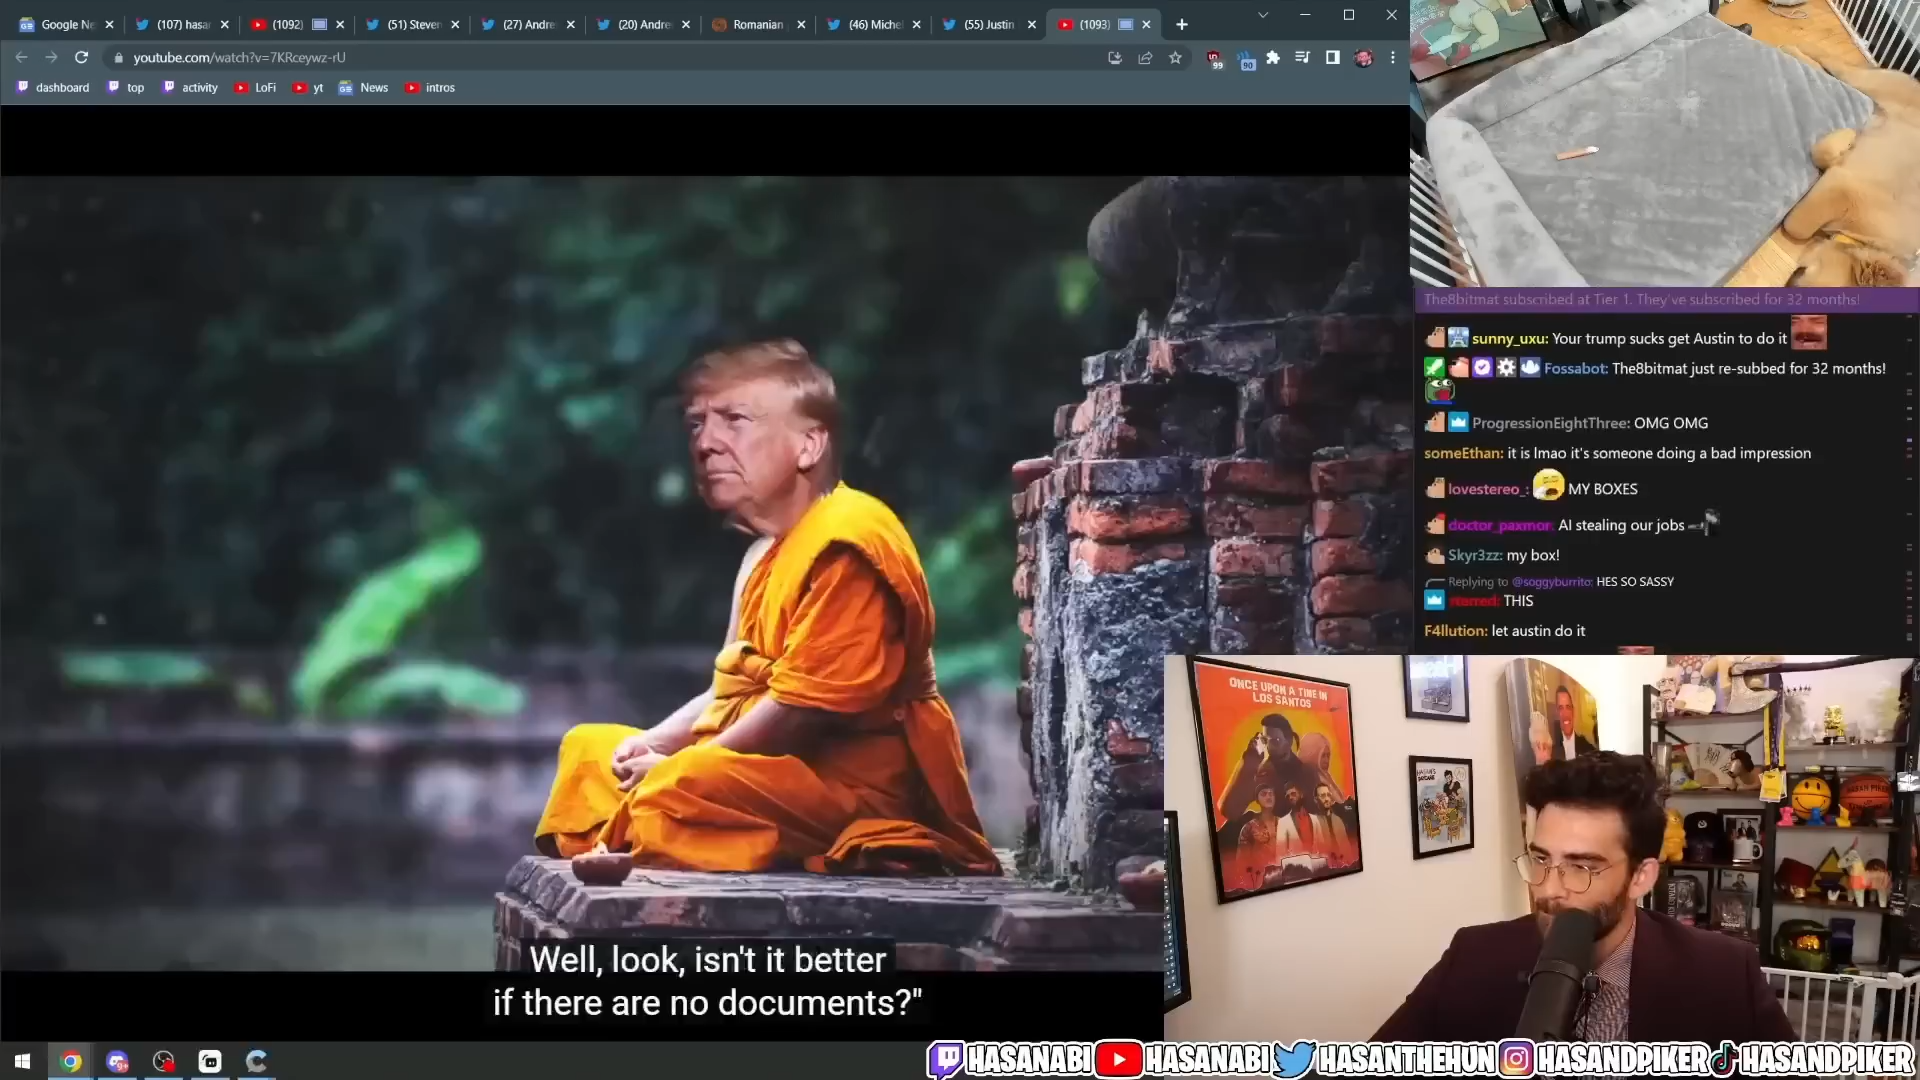 Google Ne
(107) hasa
(1092)
(51) Steven
(27) Andre
(20) Andre
Romanian
(46) Michel
(55) Justin
(1093)
youtube.com/watch?v=7KRceywz-rU
99
90
dashboard
top
activity
LoFi
yt
News
intros
The8bitmat subscribed at Tier 1. They've subscribed for 32 months!
sunny_uxu: Your trump sucks get Austin to do it
Fossabot: The8bitmat just re-subbed for 32 months!
ProgressionEightThree: OMG OMG
someEthan: it is lmao it's someone doing a bad impression
lovestereo_: MY BOXES
doctor_paxmor: AI stealing our jobs
Skyr3zz: my box!
Replying to @soggyburrito: HES SO SASSY
THIS
F4llution: let austin do it
ONCE UPON A TIME IN
LOS SANTOS
Well, look, isn't it better
if there are no documents?"
HASANABI HASANABI HASANTHEHUN HASANDPIKER HASANDPIKER